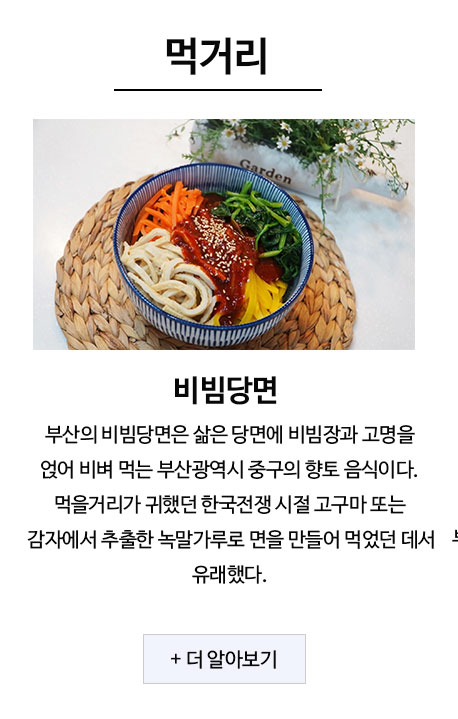 먹거리
Garden
비빔당면
부산의 비빔당면은 삶은 당면에 비빔장과 고명을
얹어 비벼 먹는 부산광역시 중구의 향토 음식이다.
먹을거리가 귀했던 한국전쟁 시절 고구마 또는
감자에서 추출한 녹말가루로 면을 만들어 먹었던 데서
유래했다.
+ 더 알아보기